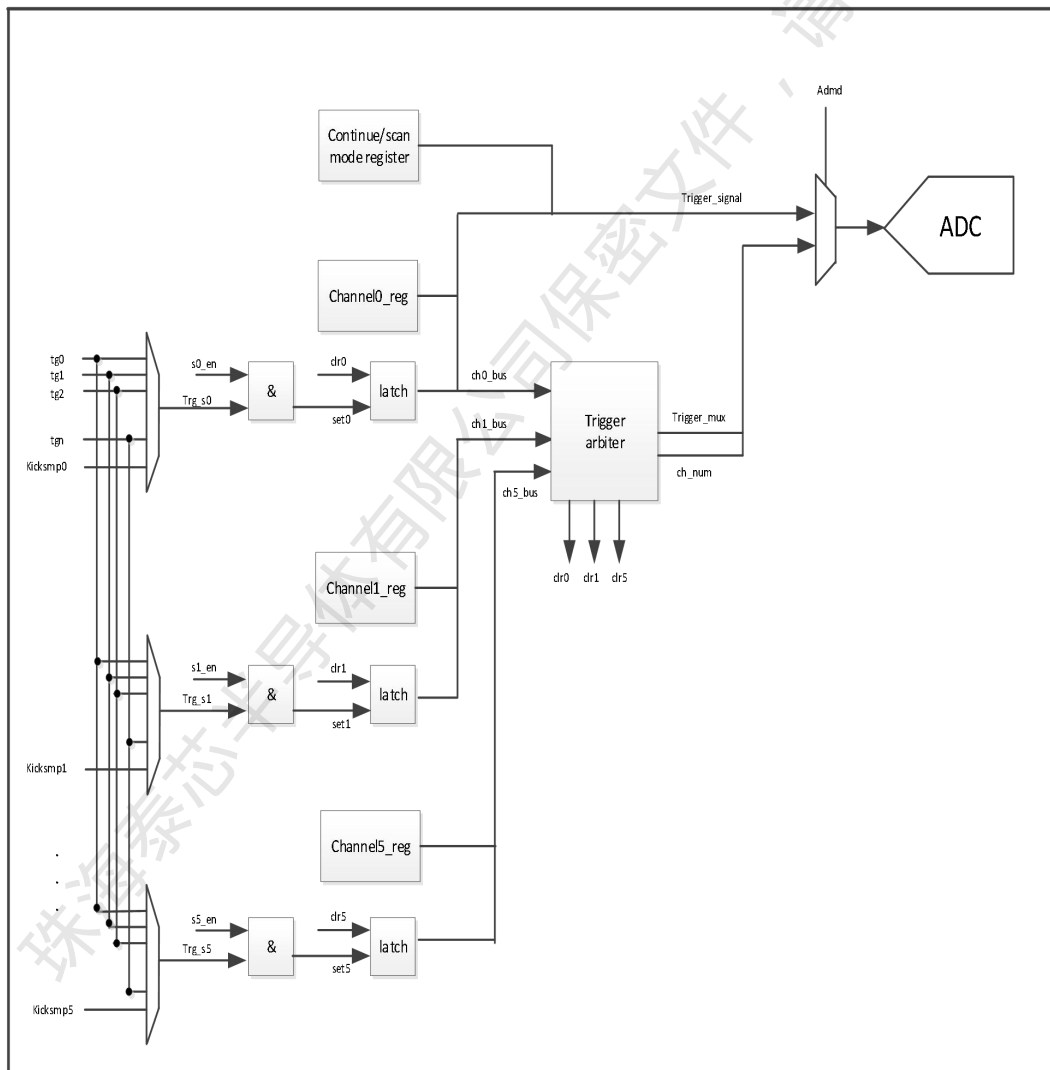 Admd
Continue/scan
mode register
Trigger_signal
ADC
Channel0_reg
tg0
tg1
tg2
tgn
Kicksmp0
Trg_s0
s0_en
&
clr0
set0
latch
ch0_bus
ch1_bus
ch5_bus
Trigger
arbiter
Trigger_mux
ch_num
clr0
clr1
clr5
Channel1_reg
s1_en
Trg_s1
&
clr1
set1
latch
Kicksmp1
Channel5_reg
.
.
.
s5_en
Trg_s5
&
clr5
set5
latch
Kicksmp5
珠海泰芯半导体有限公司保密文件，请